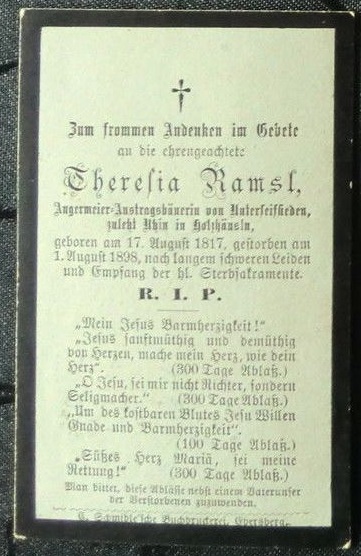 Zum frommen Andenken im Gebete
an die ehrengeachtete
Theresia Ramsl,
Angermeier-Austragsbäuerin von Unterseifsieden,
zuletzt Ahin in Holzhäusln,
geboren am 17. August 1817, gestorben am
1. August 1898, nach langem schweren Leiden
und Empfang der hl. Sterbsakramente.
R. I. P.
„Mein Jesus Barmherzigkeit!"
„Jesus sanftmüthig und demüthig
von Herzen, mache mein Herz, wie dein
Herz". (300 Tage Ablaß.)
„O Jesu, sei mir nicht Richter, sondern
Seligmacher." (300 Tage Ablaß.)
„Um des kostbaren Blutes Jesu Willen
Gnade und Barmherzigkeit".
(100 Tage Ablaß.)
„Süßes Herz Mariä, sei meine
Rettung!" (300 Tage Ablaß.)
Man bittet, diese Ablässe nebst einem Vaterunser
der Verstorbenen zuzuwenden.
Schmidle'sche Buchdruckerei, Ebersberg.